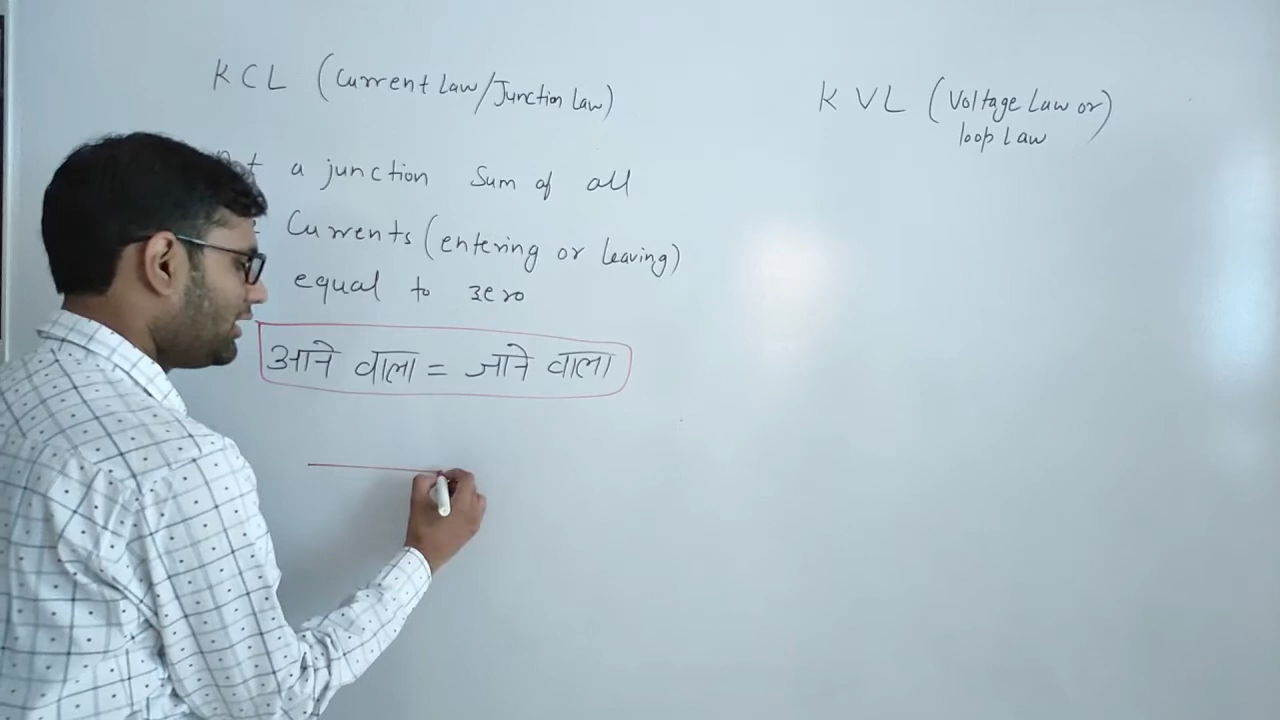 KCL (Current Law/Junction Law)
a junction Sum of all
Currents (entering or leaving)
equal to zero
आने वाला = जाने वाला
KVL (Voltage Law or)
loop Law